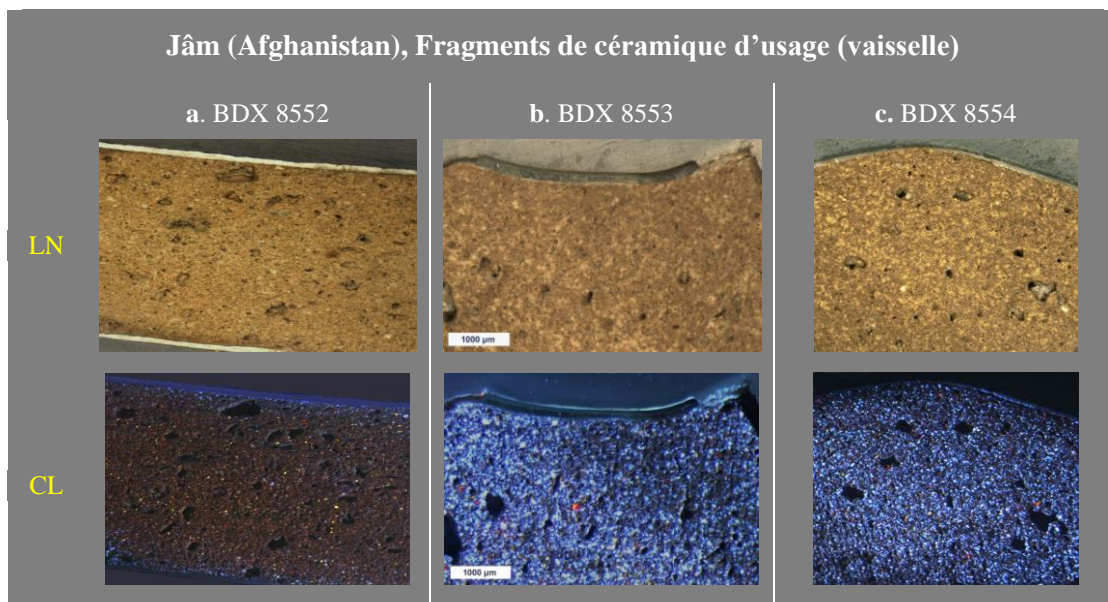 Jâm (Afghanistan), Fragments de céramique d’usage (vaisselle)
a. BDX 8552
b. BDX 8553
c. BDX 8554
LN
1000 µm
CL
1000 µm